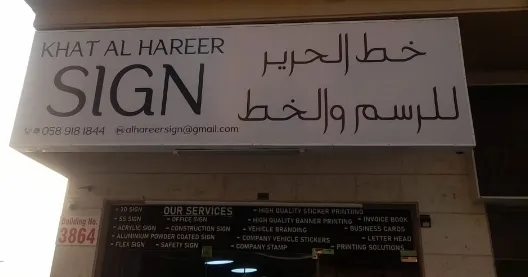 KHAT AL HAREER
SIGN
058 918 1844 alhareersign@gmail.com
خط الحرير
للرسم والخط
Building No.
3864
OUR SERVICES
- 3D SIGN
- SS SIGN
- ACRYLIC SIGN
- ALUMINIUM POWDER COATED SIGN
- FLEX SIGN
- OFFICE SIGN
- CONSTRUCTION SIGN
- SAFETY SIGN
- HIGH QUALITY STICKER PRINTING
- HIGH QUALITY BANNER PRINTING
- VEHICLE BRANDING
- COMPANY VEHICLE STICKERS
- COMPANY STAMP
- INVOICE BOOK
- BUSINESS CARDS
- LETTER HEAD
- PRINTING SOLUTIONS